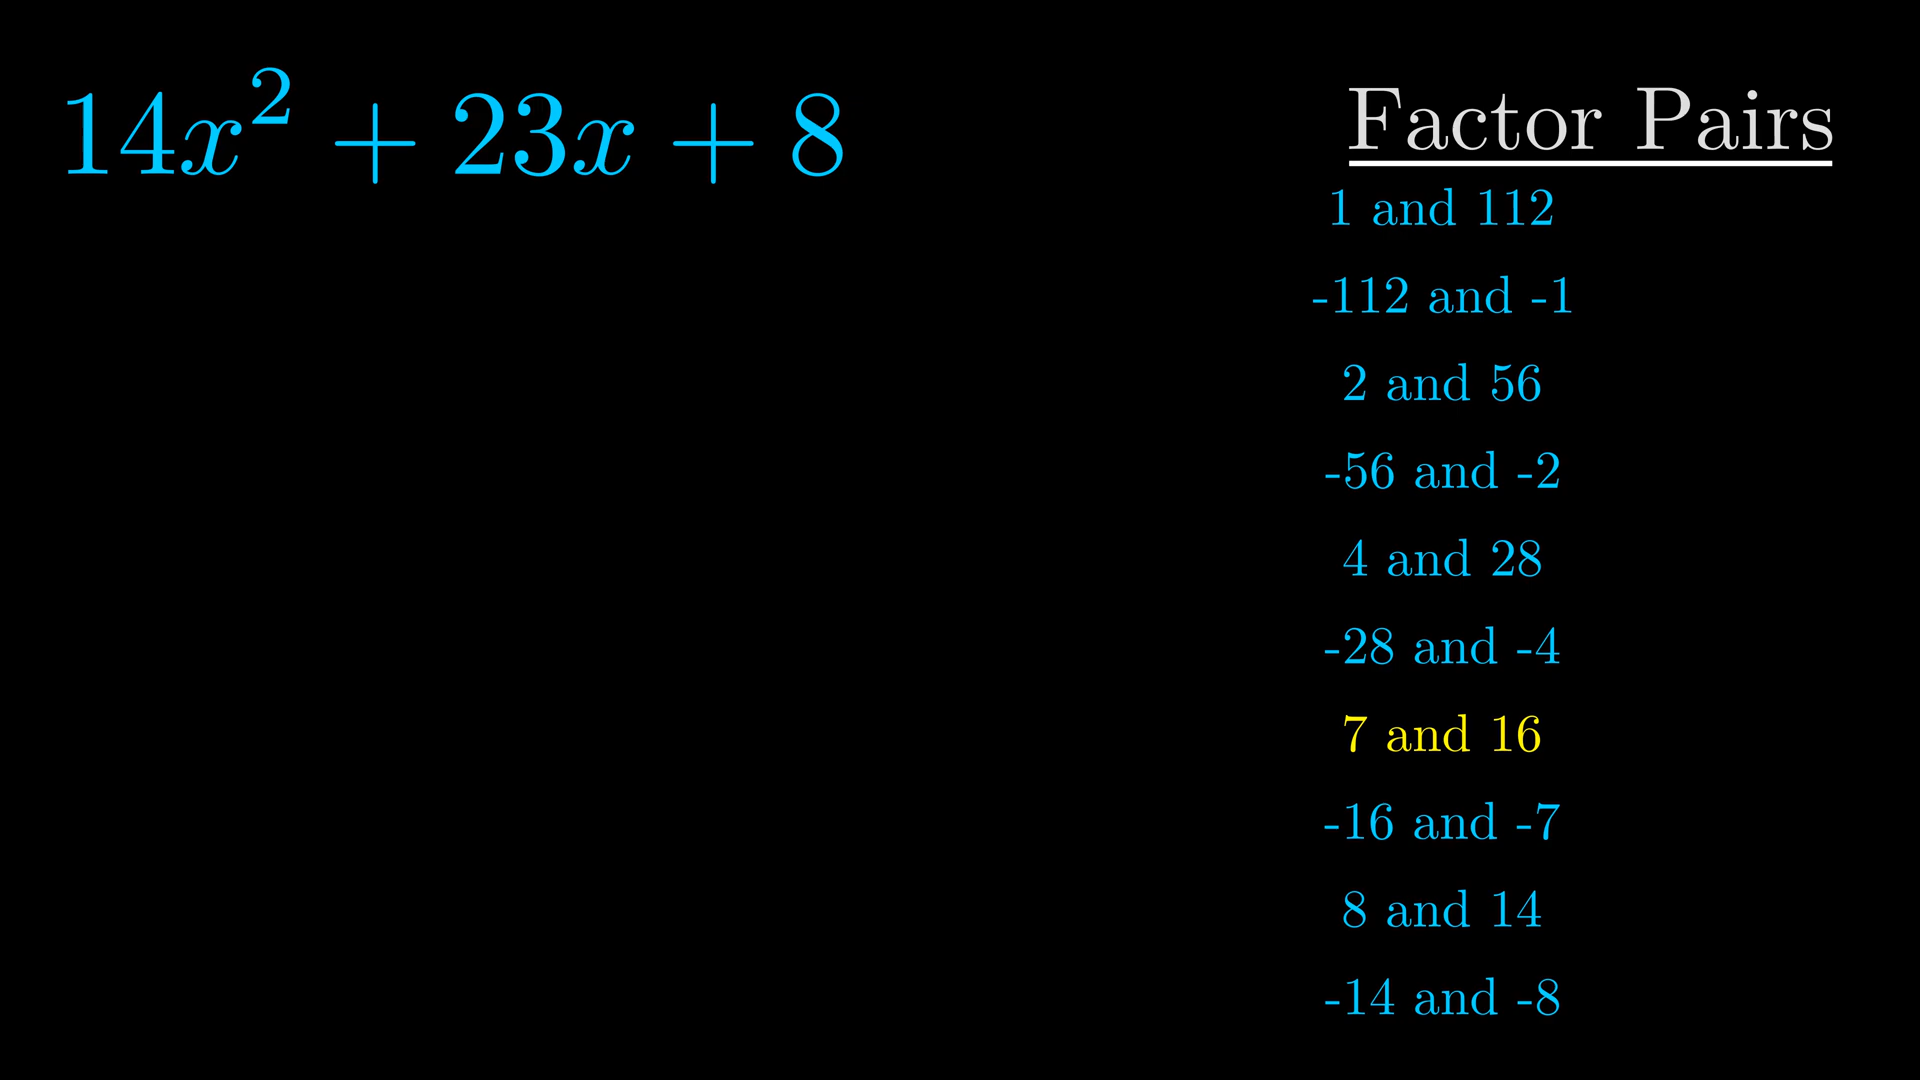 14x² + 23x + 8
Factor Pairs
1 and 112
-112 and -1
2 and 56
-56 and -2
4 and 28
-28 and -4
7 and 16
-16 and -7
8 and 14
-14 and -8